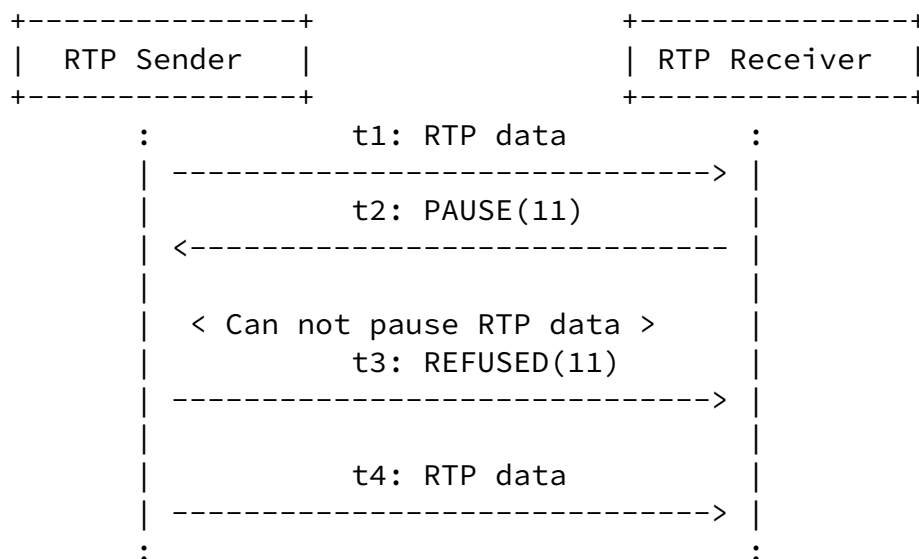 RTP Sender RTP Receiver
t1: RTP data
t2: PAUSE(11)
< Can not pause RTP data >
t3: REFUSED(11)
t4: RTP data